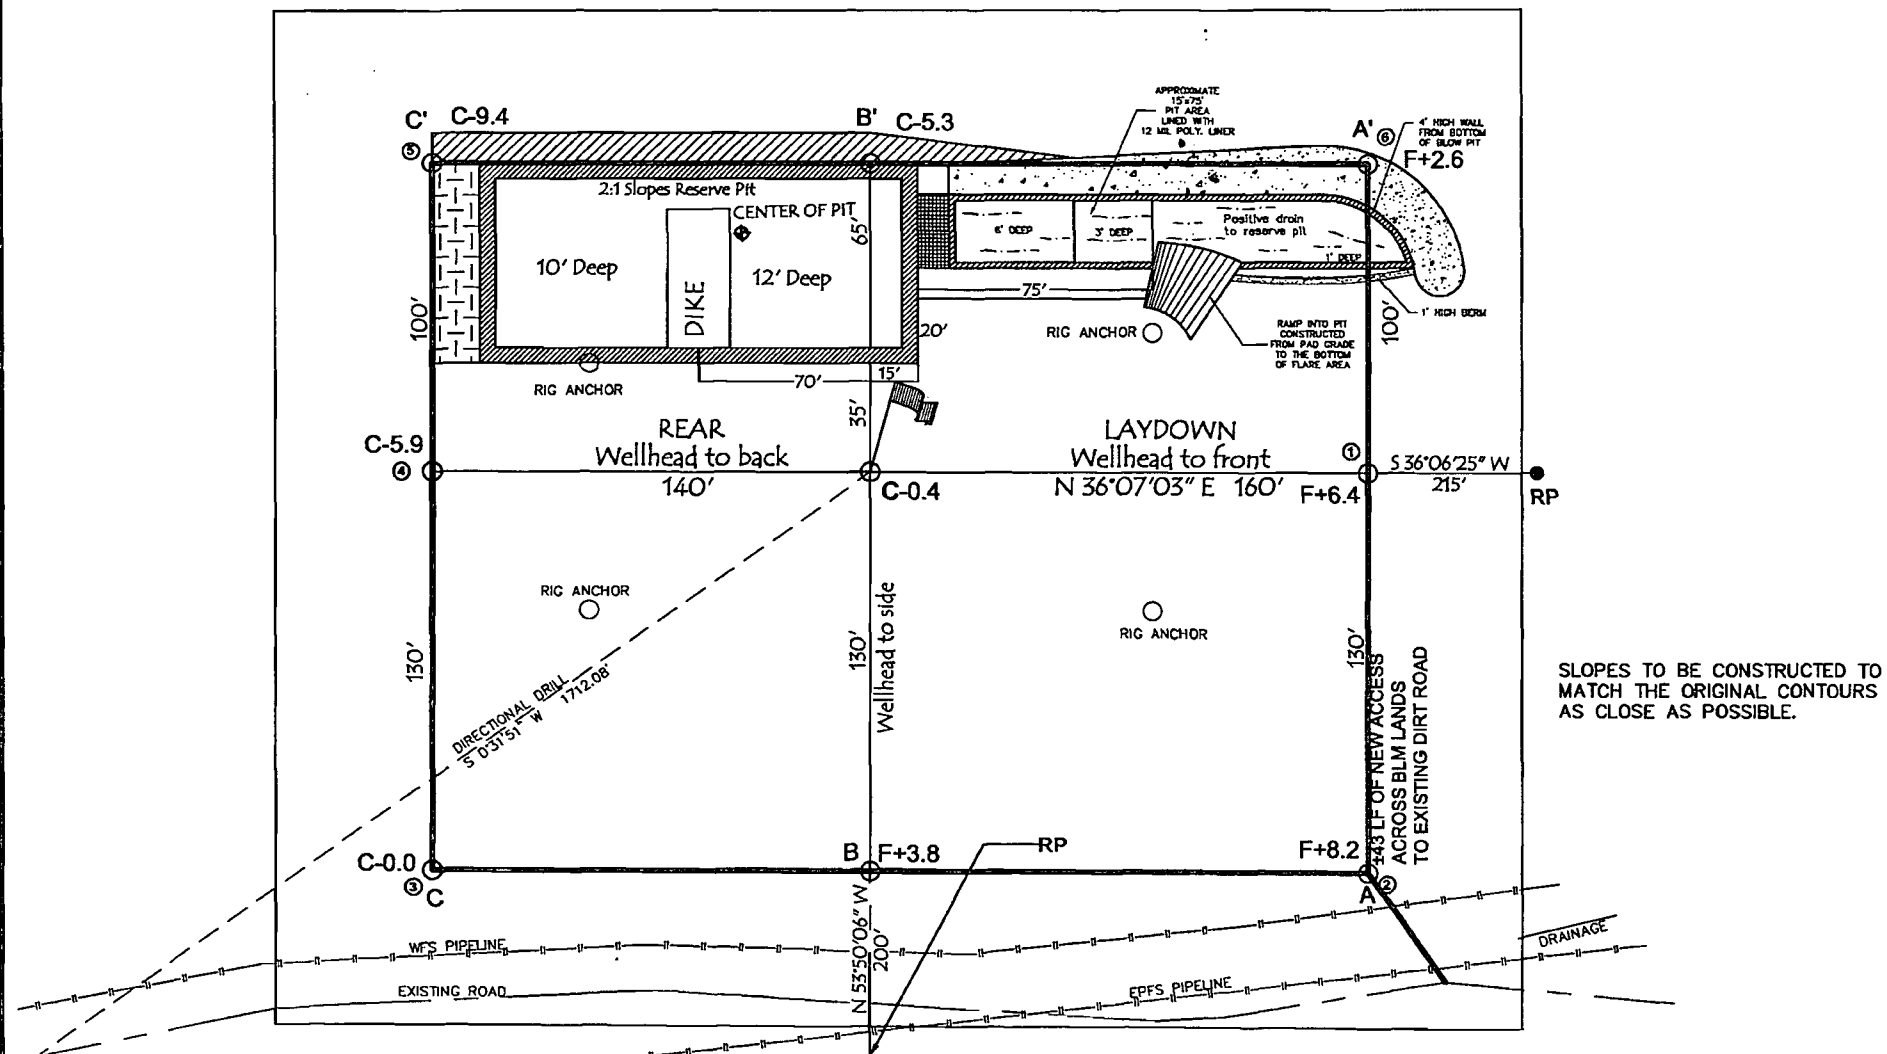 C' C-9.4
B' C-5.3
APPROXIMATE
15'x75'
PIT AREA
LINED WITH
12 MIL POLY. LINER
A' ⑥
F+2.6
4' HIGH WALL
FROM BOTTOM
OF BLOW PIT
⑤
2:1 Slopes Reserve Pit
CENTER OF PIT
65'
10' Deep
12' Deep
DIKE
6' DEEP
3' DEEP
Positive drain
to reserve pit
1' DEEP
75'
100'
20'
RIG ANCHOR
RAMP INTO PIT
CONSTRUCTED
FROM PAD GRADE
TO THE BOTTOM
OF FLARE AREA
1' HIGH BERM
100'
RIG ANCHOR
70'
15'
35'
C-5.9
④
REAR
Wellhead to back
140'
C-0.4
LAYDOWN
Wellhead to front
N 36°07'03" E 160'
①
F+6.4
S 36°06'25" W
215'
RP
RIG ANCHOR
RIG ANCHOR
130'
130'
Wellhead to side
130'
DIRECTIONAL DRILL
S 0°31'51" W 1712.08'
±43 LF OF NEW ACCESS
ACROSS BLM LANDS
TO EXISTING DIRT ROAD
SLOPES TO BE CONSTRUCTED TO
MATCH THE ORIGINAL CONTOURS
AS CLOSE AS POSSIBLE.
C-0.0
③
C
B F+3.8
RP
F+8.2
A ②
N 53°50'06" W
200'
WFS PIPELINE
EXISTING ROAD
EPFS PIPELINE
DRAINAGE